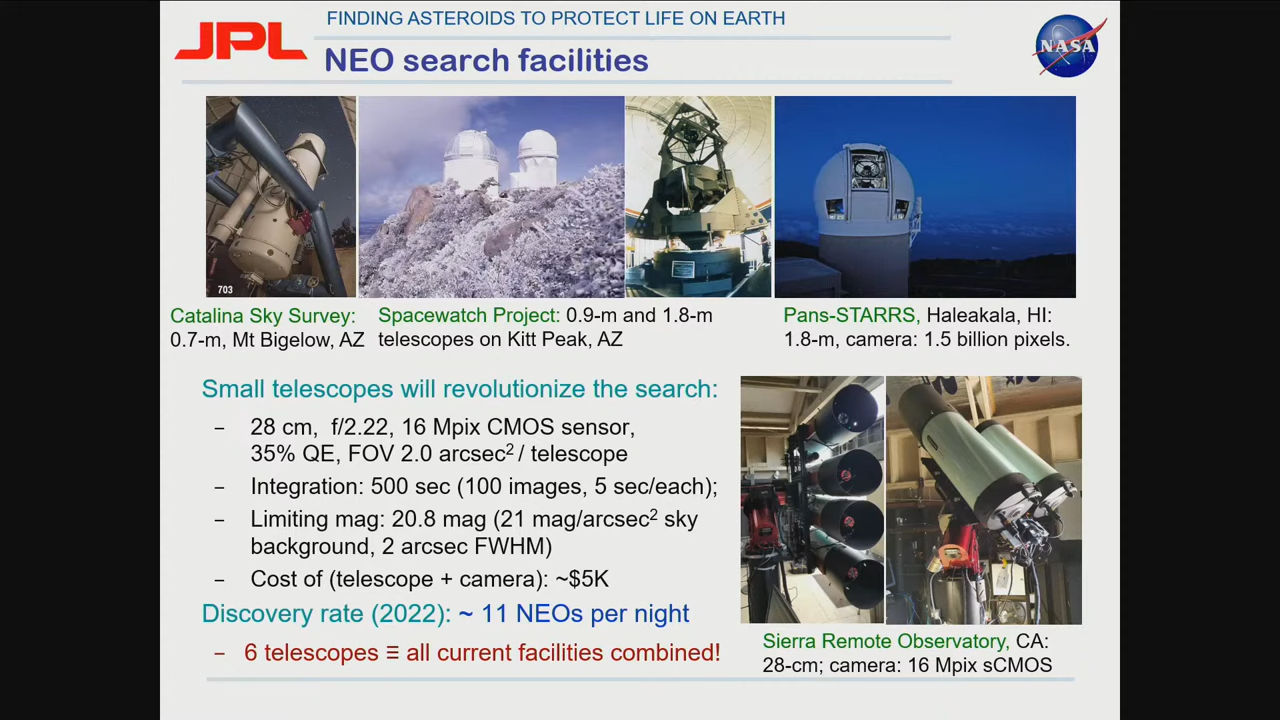 FINDING ASTEROIDS TO PROTECT LIFE ON EARTH
JPL
NEO search facilities
NASA
703
Catalina Sky Survey:
0.7-m, Mt Bigelow, AZ
Spacewatch Project: 0.9-m and 1.8-m
telescopes on Kitt Peak, AZ
Pans-STARRS, Haleakala, HI:
1.8-m, camera: 1.5 billion pixels.
Small telescopes will revolutionize the search:
– 28 cm, f/2.22, 16 Mpix CMOS sensor,
35% QE, FOV 2.0 arcsec² / telescope
– Integration: 500 sec (100 images, 5 sec/each);
– Limiting mag: 20.8 mag (21 mag/arcsec² sky
background, 2 arcsec FWHM)
– Cost of (telescope + camera): ~$5K
Discovery rate (2022): ~ 11 NEOs per night
– 6 telescopes ≡ all current facilities combined!
Sierra Remote Observatory, CA:
28-cm; camera: 16 Mpix sCMOS